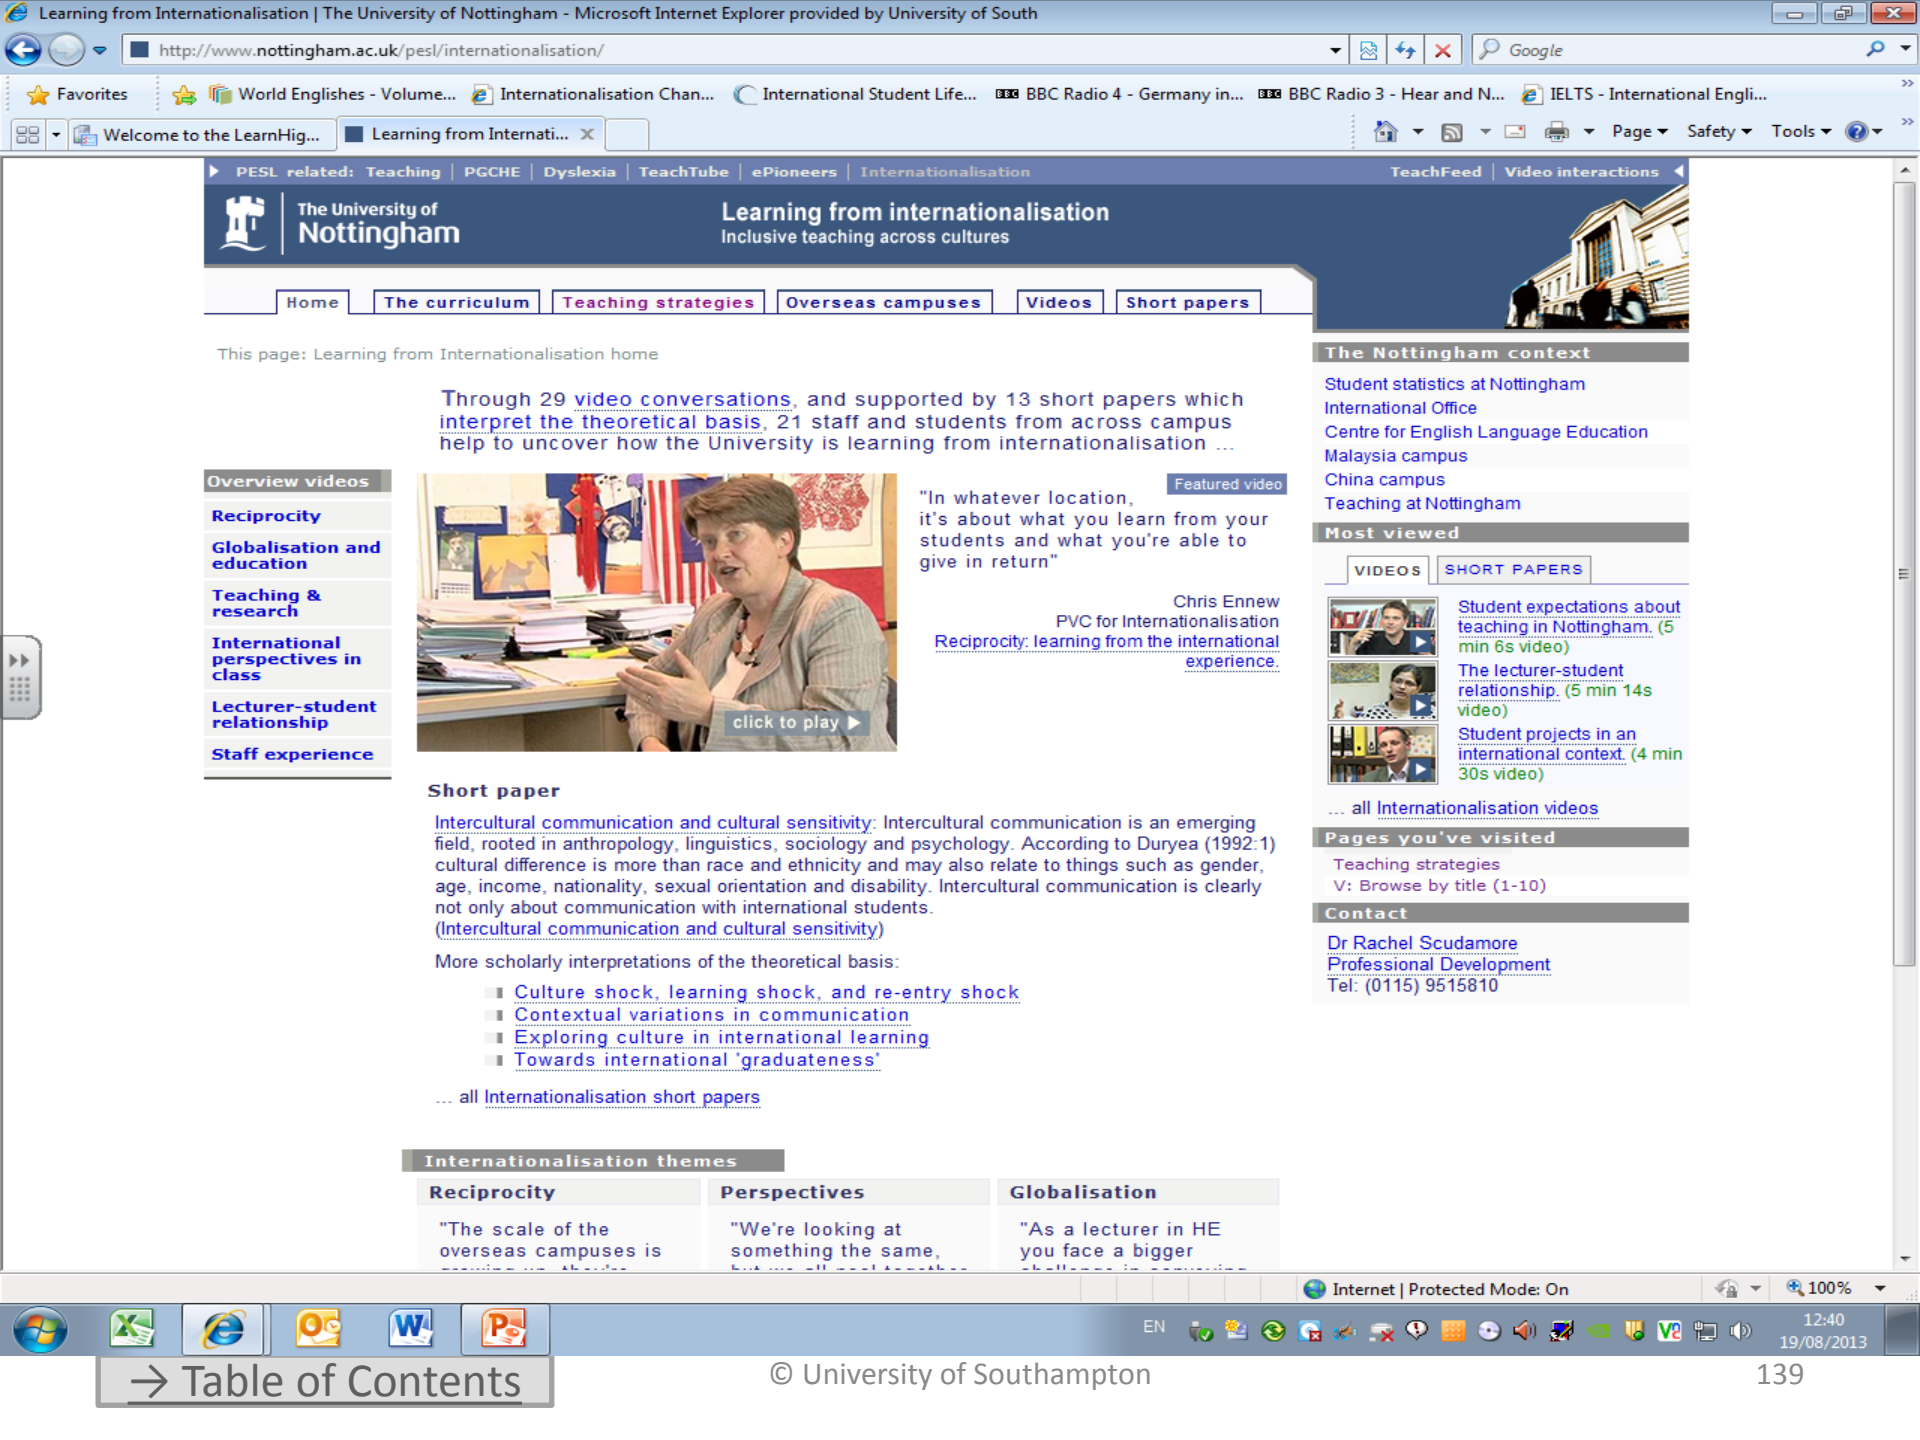 Learning from Internationalisation | The University of Nottingham - Microsoft Internet Explorer provided by University of South
http://www.nottingham.ac.uk/pesl/internationalisation/
Google
Favorites
World Englishes - Volume...
Internationalisation Chan...
International Student Life...
BBC Radio 4 - Germany in...
BBC Radio 3 - Hear and N...
IELTS - International Engli...
Welcome to the LearnHig...
Learning from Internati...
Page
Safety
Tools
PESL related: Teaching | PGCHE | Dyslexia | TeachTube | ePioneers | Internationalisation
TeachFeed | Video interactions
The University of
Nottingham
Learning from internationalisation
Inclusive teaching across cultures
Home
The curriculum
Teaching strategies
Overseas campuses
Videos
Short papers
This page: Learning from Internationalisation home
Through 29 video conversations, and supported by 13 short papers which
interpret the theoretical basis, 21 staff and students from across campus
help to uncover how the University is learning from internationalisation ...
Overview videos
Reciprocity
Globalisation and
education
Teaching &
research
International
perspectives in
class
Lecturer-student
relationship
Staff experience
click to play
Featured video
"In whatever location,
it's about what you learn from your
students and what you're able to
give in return"
Chris Ennew
PVC for Internationalisation
Reciprocity: learning from the international
experience.
Short paper
Intercultural communication and cultural sensitivity: Intercultural communication is an emerging
field, rooted in anthropology, linguistics, sociology and psychology. According to Duryea (1992:1)
cultural difference is more than race and ethnicity and may also relate to things such as gender,
age, income, nationality, sexual orientation and disability. Intercultural communication is clearly
not only about communication with international students.
(Intercultural communication and cultural sensitivity)
More scholarly interpretations of the theoretical basis:
Culture shock, learning shock, and re-entry shock
Contextual variations in communication
Exploring culture in international learning
Towards international 'graduateness'
... all Internationalisation short papers
Internationalisation themes
Reciprocity
"The scale of the
overseas campuses is
growing up, they're
Perspectives
"We're looking at
something the same,
but we all pool together
Globalisation
"As a lecturer in HE
you face a bigger
challenge in conveying
The Nottingham context
Student statistics at Nottingham
International Office
Centre for English Language Education
Malaysia campus
China campus
Teaching at Nottingham
Most viewed
VIDEOS
SHORT PAPERS
Student expectations about
teaching in Nottingham. (5
min 6s video)
The lecturer-student
relationship. (5 min 14s
video)
Student projects in an
international context. (4 min
30s video)
... all Internationalisation videos
Pages you've visited
Teaching strategies
V: Browse by title (1-10)
Contact
Dr Rachel Scudamore
Professional Development
Tel: (0115) 9515810
Internet | Protected Mode: On
100%
EN
12:40
19/08/2013
→ Table of Contents
© University of Southampton
139